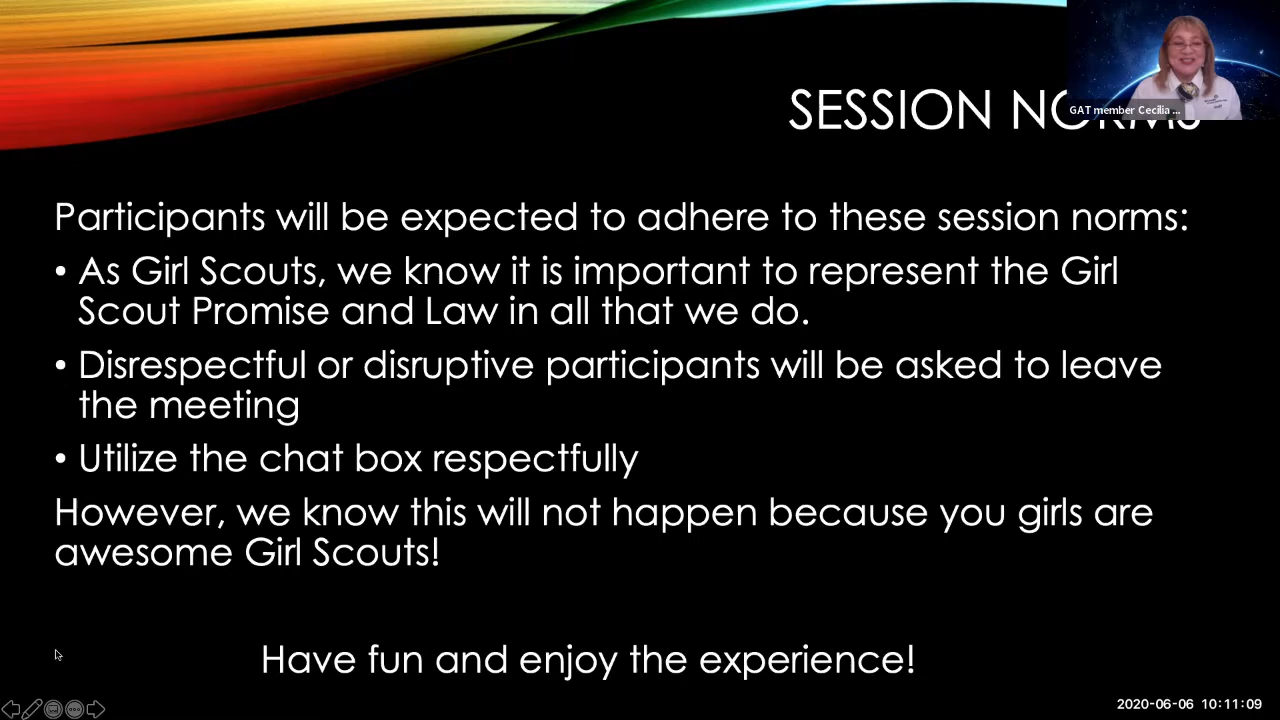 GAT member Cecilia ...
SESSION NORMS
Participants will be expected to adhere to these session norms:
• As Girl Scouts, we know it is important to represent the Girl
Scout Promise and Law in all that we do.
• Disrespectful or disruptive participants will be asked to leave
the meeting
• Utilize the chat box respectfully
However, we know this will not happen because you girls are
awesome Girl Scouts!
Have fun and enjoy the experience!
2020-06-06 10:11:09